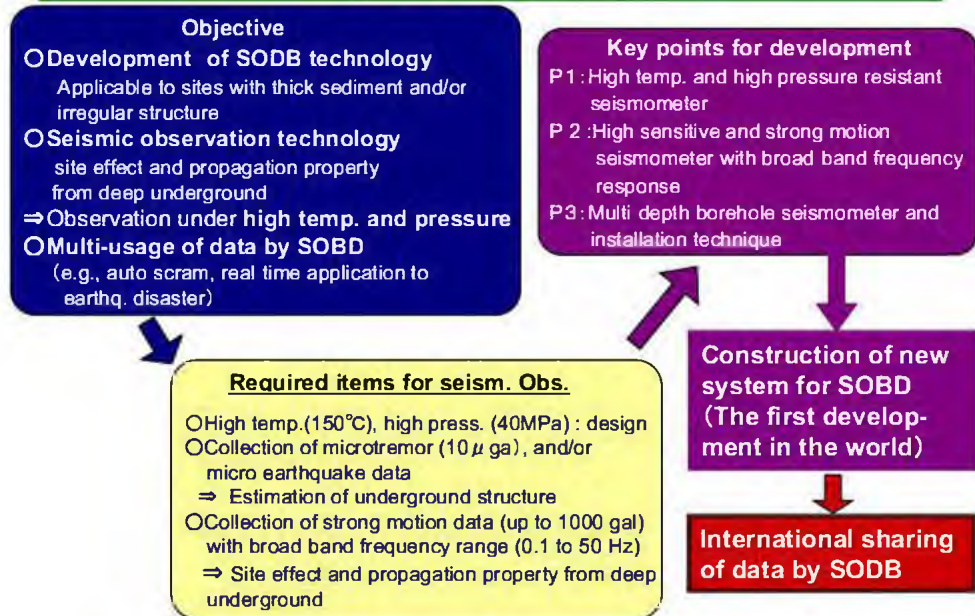 Objective
○Development of SODB technology
Applicable to sites with thick sediment and/or
irregular structure
○Seismic observation technology
site effect and propagation property
from deep underground
⇒Observation under high temp. and pressure
○Multi-usage of data by SOBD
(e.g., auto scram, real time application to
earthq. disaster)
Required items for seism. Obs.
○High temp.(150°C), high press. (40MPa) : design
○Collection of microtremor (10μ ga), and/or
micro earthquake data
⇒ Estimation of underground structure
○Collection of strong motion data (up to 1000 gal)
with broad band frequency range (0.1 to 50 Hz)
⇒ Site effect and propagation property from deep
underground
Key points for development
P1:High temp. and high pressure resistant
seismometer
P 2 :High sensitive and strong motion
seismometer with broad band frequency
response
P3:Multi depth borehole seismometer and
installation technique
Construction of new
system for SOBD
(The first develop-
ment in the world)
International sharing
of data by SODB